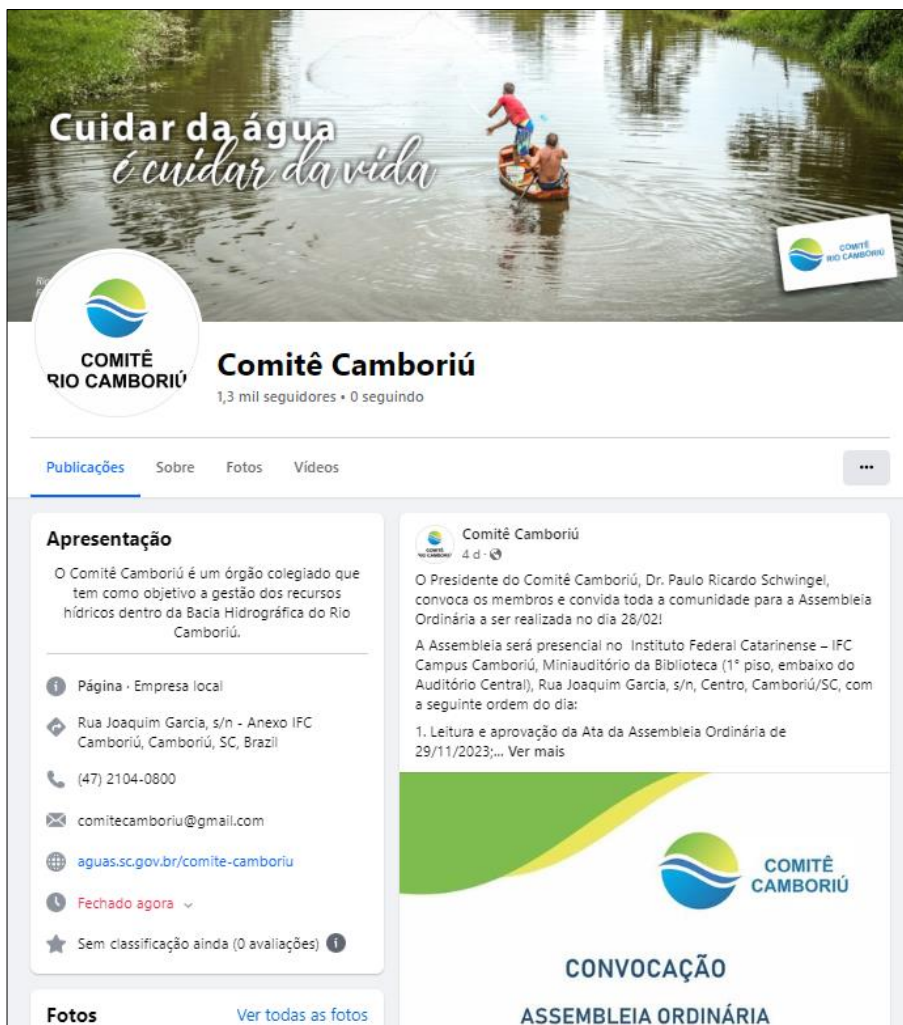 Cuidar da água
é cuidar da vida
COMITÊ
RIO CAMBORIÚ
COMITÊ
RIO CAMBORIÚ
Comitê Camboriú
1,3 mil seguidores • 0 seguindo
Publicações Sobre Fotos Vídeos
Apresentação
O Comitê Camboriú é um órgão colegiado que
tem como objetivo a gestão dos recursos
hídricos dentro da Bacia Hidrográfica do Rio
Camboriú.
Página · Empresa local
Rua Joaquim Garcia, s/n - Anexo IFC
Camboriú, Camboriú, SC, Brazil
(47) 2104-0800
comitecamboriu@gmail.com
aguas.sc.gov.br/comite-camboriu
Fechado agora
Sem classificação ainda (0 avaliações)
Fotos Ver todas as fotos
Comitê Camboriú
4 d ·
O Presidente do Comitê Camboriú, Dr. Paulo Ricardo Schwingel,
convoca os membros e convida toda a comunidade para a Assembleia
Ordinária a ser realizada no dia 28/02!
A Assembleia será presencial no Instituto Federal Catarinense – IFC
Campus Camboriú, Miniauditório da Biblioteca (1° piso, embaixo do
Auditório Central), Rua Joaquim Garcia, s/n, Centro, Camboriú/SC, com
a seguinte ordem do dia:
1. Leitura e aprovação da Ata da Assembleia Ordinária de
29/11/2023;... Ver mais
COMITÊ
CAMBORIÚ
CONVOCAÇÃO
ASSEMBLEIA ORDINÁRIA